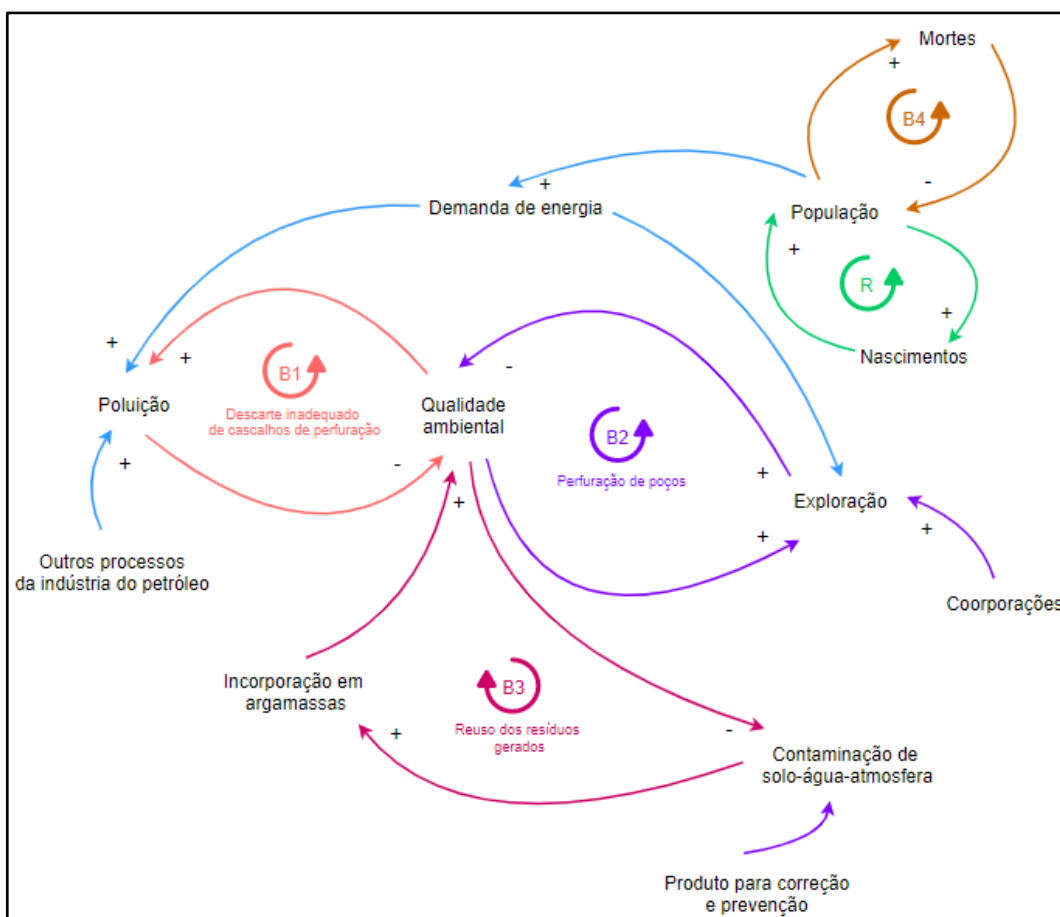 Mortes
+
B4
-
+
Demanda de energia
População
+
R
+
Nascimentos
+
+
B1
Descarte inadequado
de cascalhos de perfuração
Poluição
-
Qualidade
ambiental
B2
Perfuração de poços
+
-
+
+
Exploração
+
+
Outros processos
da indústria do petróleo
Coorporações
Incorporação em
argamassas
B3
Reuso dos resíduos
gerados
+
-
Contaminação de
solo-água-atmosfera
Produto para correção
e prevenção